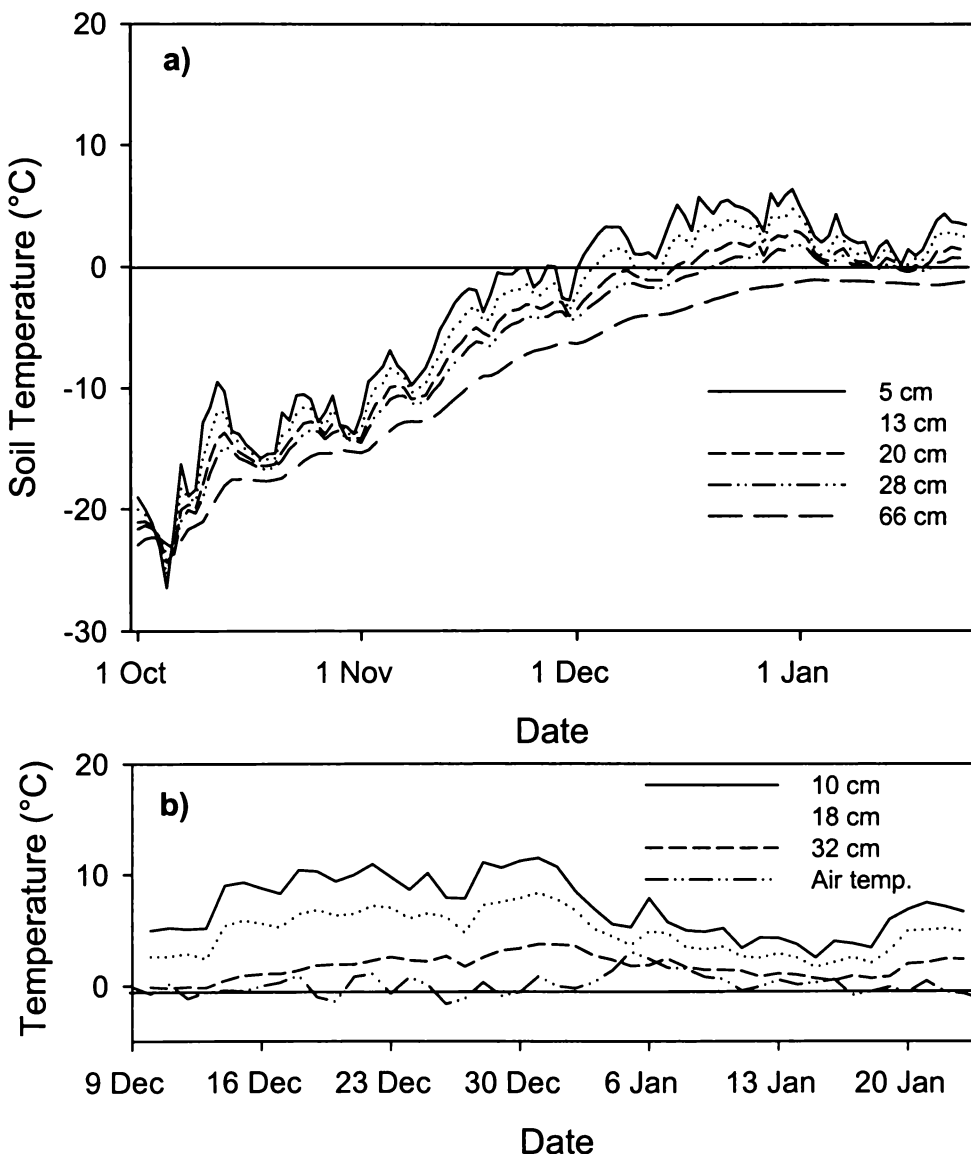 a)
Soil Temperature (°C)
20
10
0
-10
-20
-30
5 cm
13 cm
20 cm
28 cm
66 cm
1 Oct
1 Nov
1 Dec
1 Jan
Date
b)
Temperature (°C)
20
10
0
10 cm
18 cm
32 cm
Air temp.
9 Dec
16 Dec
23 Dec
30 Dec
6 Jan
13 Jan
20 Jan
Date